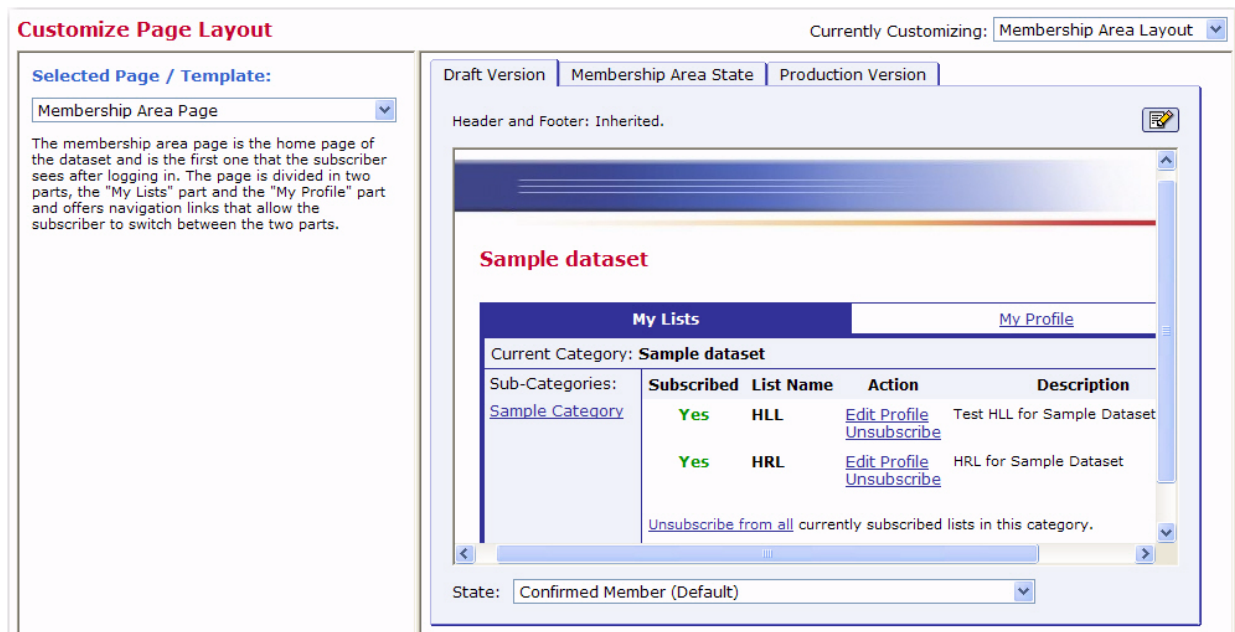 Customize Page Layout
Currently Customizing: Membership Area Layout
Selected Page / Template:
Membership Area Page
The membership area page is the home page of
the dataset and is the first one that the subscriber
sees after logging in. The page is divided in two
parts, the "My Lists" part and the "My Profile" part
and offers navigation links that allow the
subscriber to switch between the two parts.
Draft Version
Membership Area State
Production Version
Header and Footer: Inherited.
Sample dataset
My Lists
My Profile
Current Category: Sample dataset
Sub-Categories:
Sample Category
Subscribed List Name Action Description
Yes HLL Edit Profile Test HLL for Sample Dataset
Unsubscribe
Yes HRL Edit Profile HRL for Sample Dataset
Unsubscribe
Unsubscribe from all currently subscribed lists in this category.
State: Confirmed Member (Default)